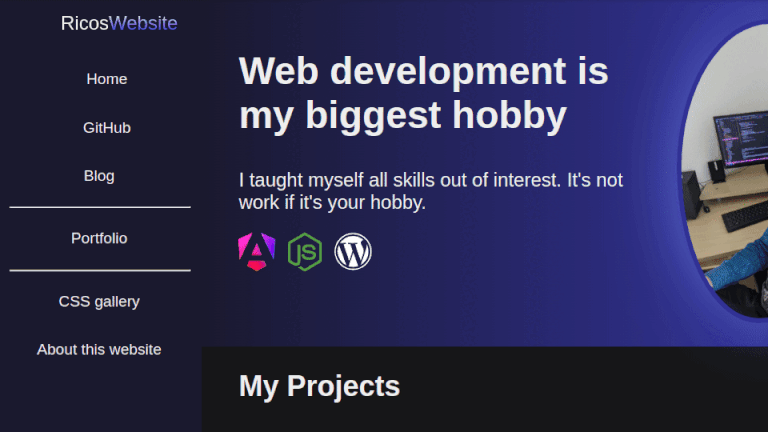 RicosWebsite
Home
GitHub
Blog
Portfolio
CSS gallery
About this website
Web development is
my biggest hobby
I taught myself all skills out of interest. It's not
work if it's your hobby.
JS
My Projects